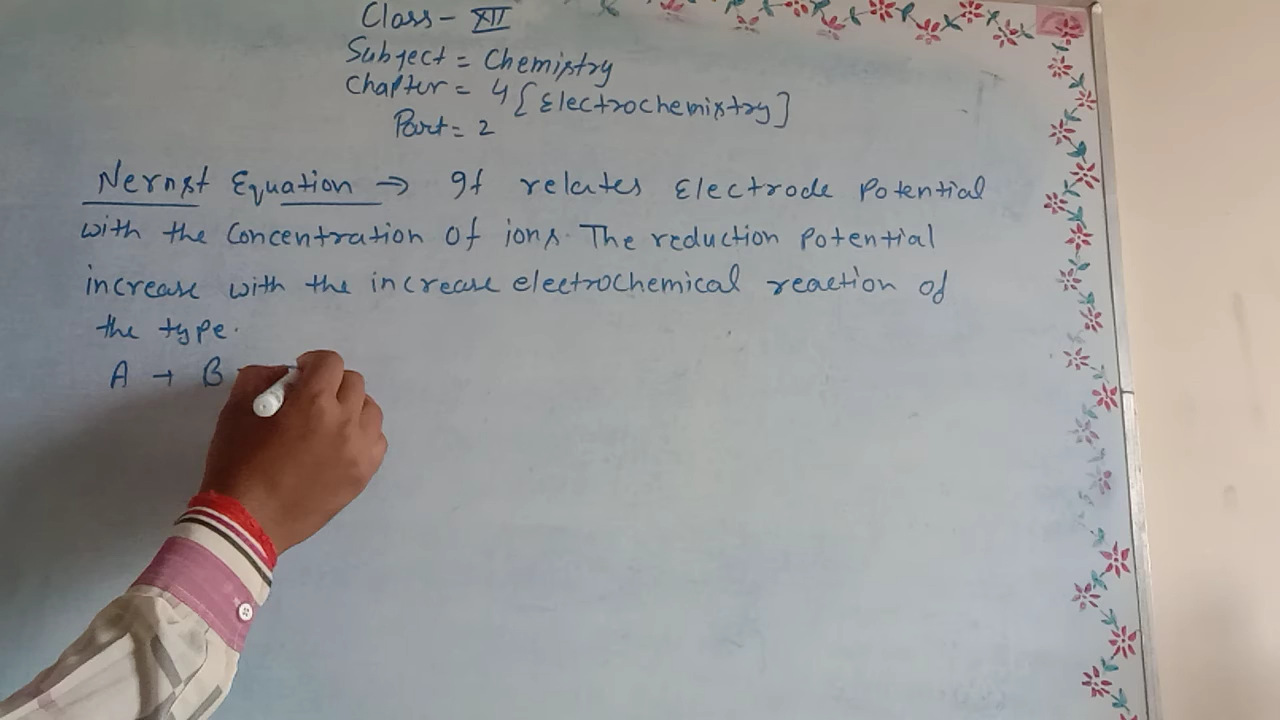 Class - XII
Subject = Chemistry
Chapter = 4 [Electrochemistry]
Part = 2
Nernst Equation → It relates Electrode Potential
with the Concentration of ions. The reduction Potential
increase with the increase electrochemical reaction of
the type.
A → B